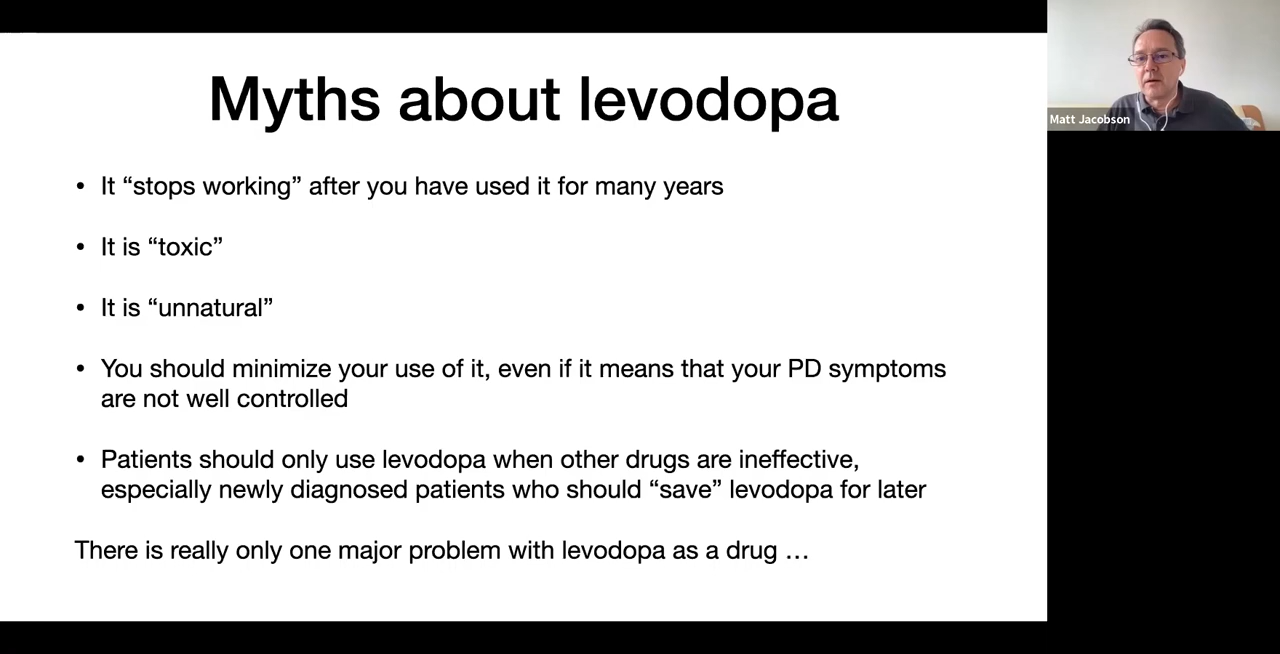 Myths about levodopa
• It “stops working” after you have used it for many years
• It is “toxic”
• It is “unnatural”
• You should minimize your use of it, even if it means that your PD symptoms
are not well controlled
• Patients should only use levodopa when other drugs are ineffective,
especially newly diagnosed patients who should “save” levodopa for later
There is really only one major problem with levodopa as a drug …
Matt Jacobson